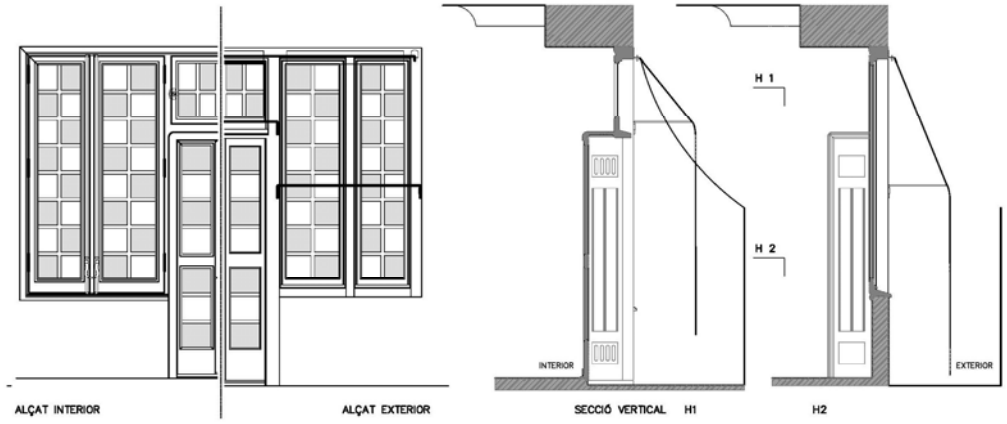 H 1
H 2
INTERIOR
EXTERIOR
ALÇAT INTERIOR
ALÇAT EXTERIOR
SECCIÓ VERTICAL H1
H2